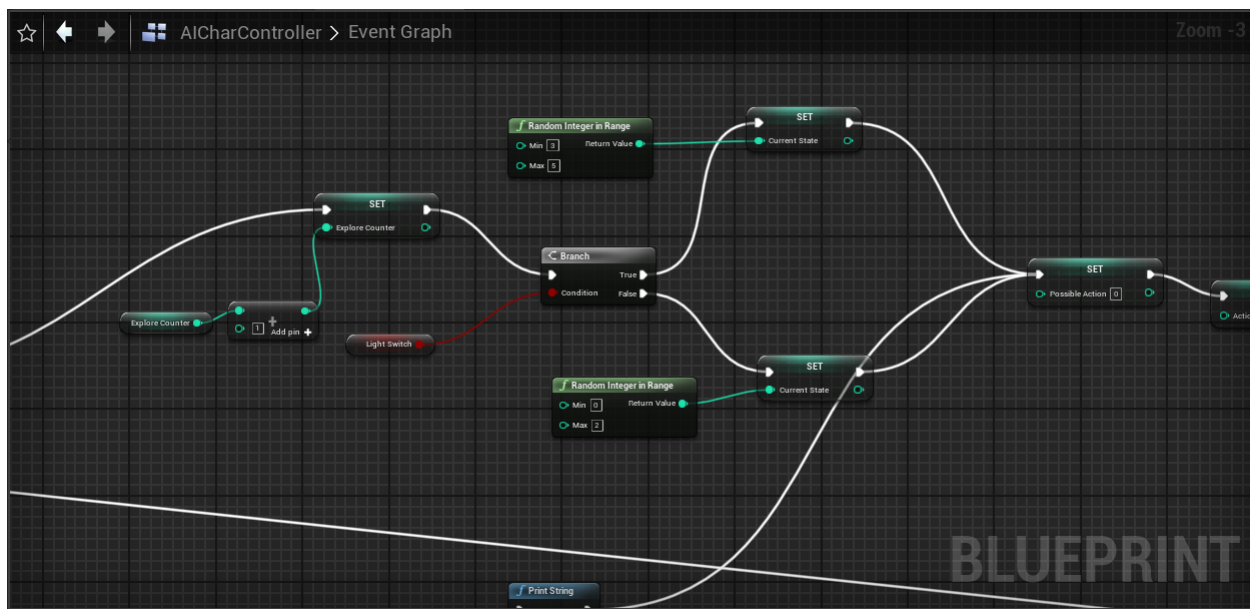 AICharController > Event Graph
Zoom -3
Random Integer in Range
Min 3
Return Value
Max 5
SET
Current State
SET
Explore Counter
Branch
True
Condition
False
SET
Possible Action 0
Explore Counter
1
Add pin +
Light Switch
SET
Current State
Random Integer in Range
Min 0
Return Value
Max 2
Print String
BLUEPRINT